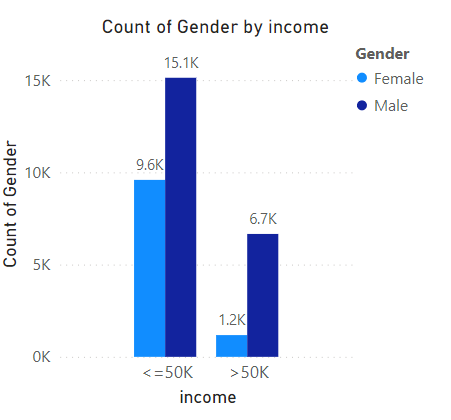 Count of Gender by income
Gender
Female
Male
Count of Gender
15K
10K
5K
0K
15.1K
9.6K
6.7K
1.2K
<=50K
>50K
income